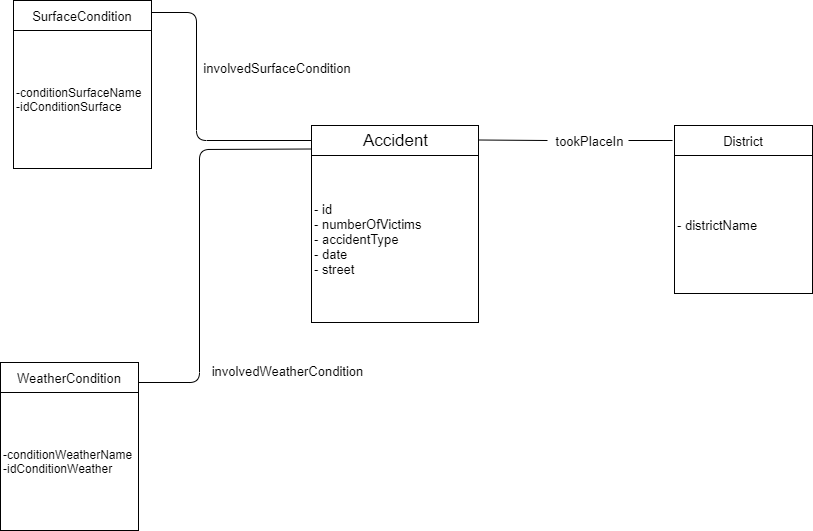 SurfaceCondition
-conditionSurfaceName
-idConditionSurface
involvedSurfaceCondition
Accident
- id
- numberOfVictims
- accidentType
- date
- street
tookPlaceIn
District
- districtName
WeatherCondition
-conditionWeatherName
-idConditionWeather
involvedWeatherCondition